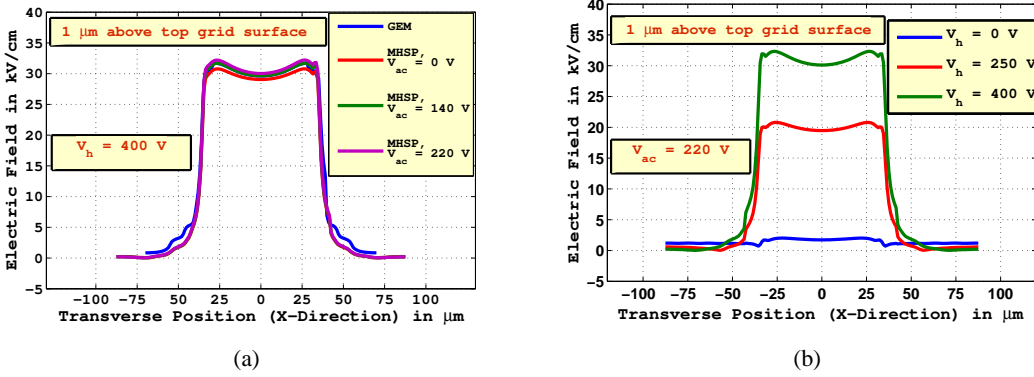 1 μm above top grid surface
GEM
MHSP,
V_ac = 0 V
MHSP,
V_ac = 140 V
MHSP,
V_ac = 220 V
V_h = 400 V
Electric Field in kV/cm
40
35
30
25
20
15
10
5
0
−5
−100 −75 −50 −25 0 25 50 75 100
Transverse Position (X−Direction) in μm
(a)
1 μm above top grid surface
V_h = 0 V
V_h = 250 V
V_h = 400 V
V_ac = 220 V
Electric Field in kV/cm
40
35
30
25
20
15
10
5
0
−5
−100 −75 −50 −25 0 25 50 75 100
Transverse Position (X−Direction) in μm
(b)